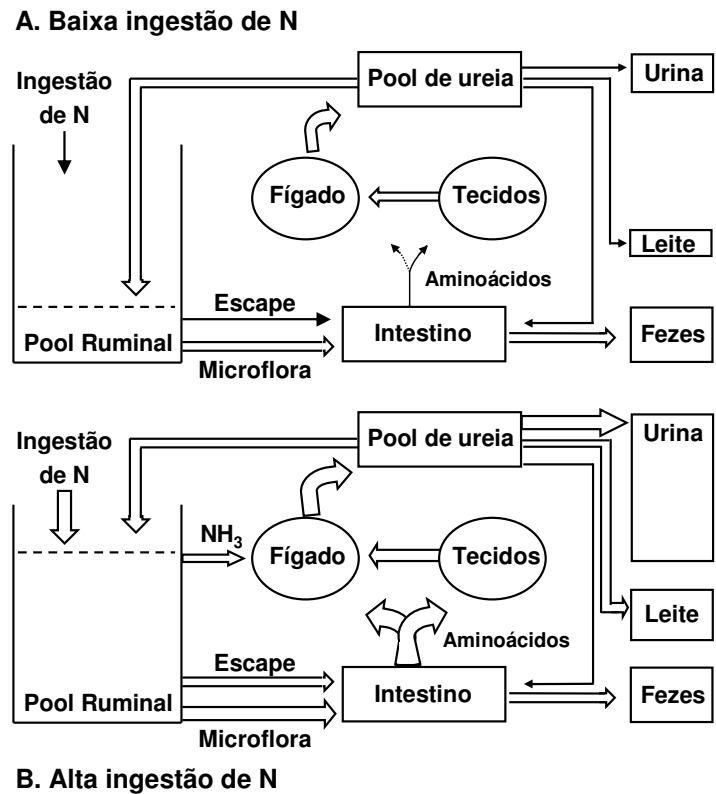 A. Baixa ingestão de N
Ingestão
de N
Pool de ureia
Urina
Fígado
Tecidos
Leite
Aminoácidos
Escape
Intestino
Fezes
Pool Ruminal
Microflora
Ingestão
de N
Pool de ureia
Urina
NH₃
Fígado
Tecidos
Leite
Aminoácidos
Escape
Intestino
Fezes
Pool Ruminal
Microflora
B. Alta ingestão de N